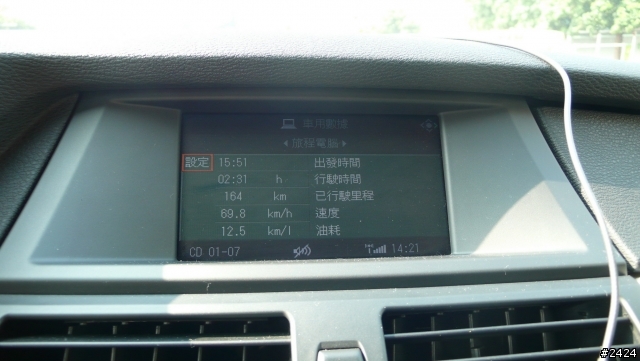 車用數據
旅程電腦
設定 15:51 出發時間
02:31 h 行駛時間
164 km 已行駛里程
69.8 km/h 速度
12.5 km/l 油耗
CD 01-07 14:21
#2424